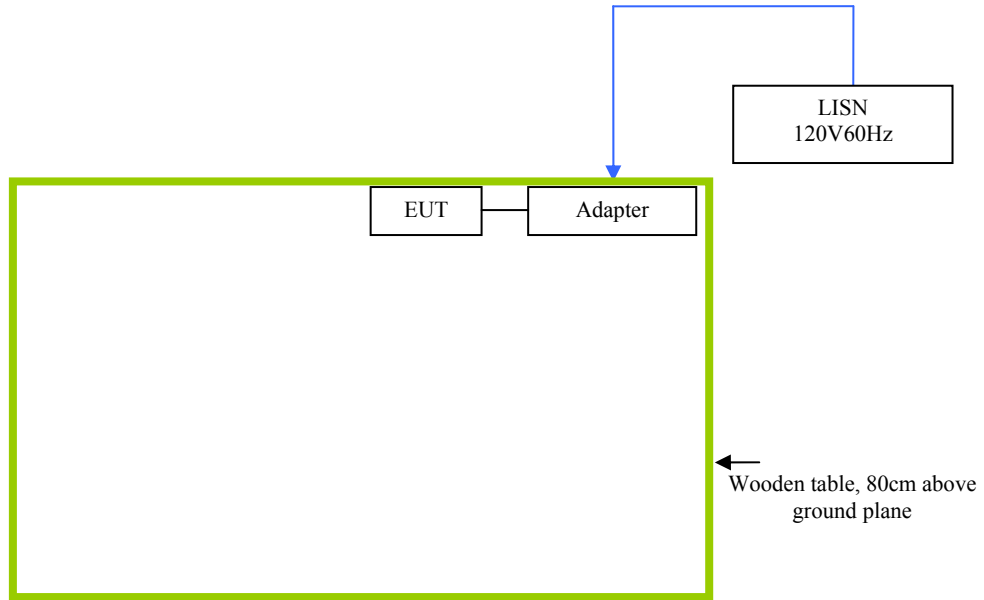 LISN
120V60Hz
EUT
Adapter
Wooden table, 80cm above
ground plane